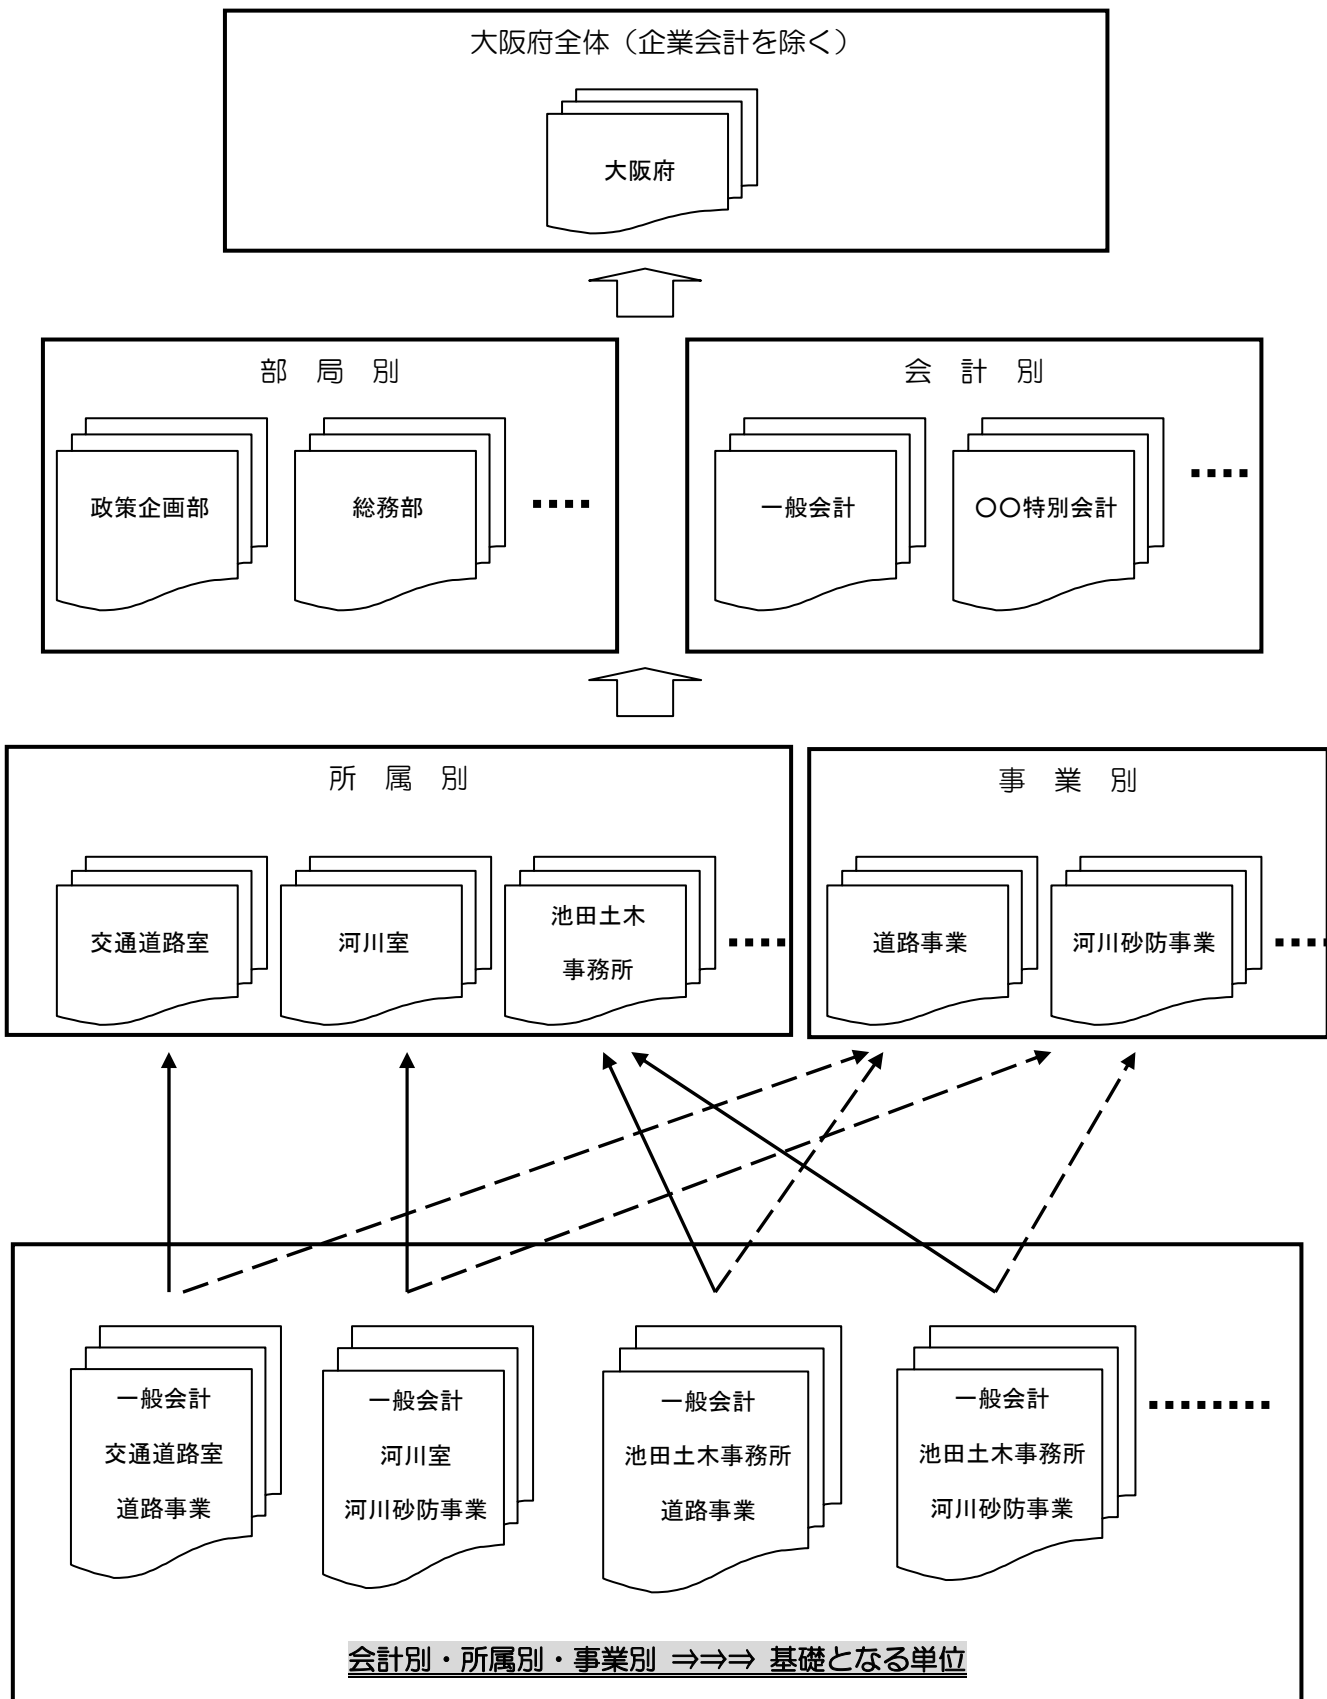 大阪府全体（企業会計を除く）
大阪府
部　局　別
政策企画部
総務部
▪▪▪▪
会　計　別
一般会計
〇〇特別会計
▪▪▪▪
所　属　別
交通道路室
河川室
池田土木
事務所
▪▪▪▪
事　業　別
道路事業
河川砂防事業
▪▪▪▪
一般会計
交通道路室
道路事業
一般会計
河川室
河川砂防事業
一般会計
池田土木事務所
道路事業
一般会計
池田土木事務所
河川砂防事業
▪▪▪▪▪▪▪▪
会計別・所属別・事業別 ⇒⇒⇒ 基礎となる単位